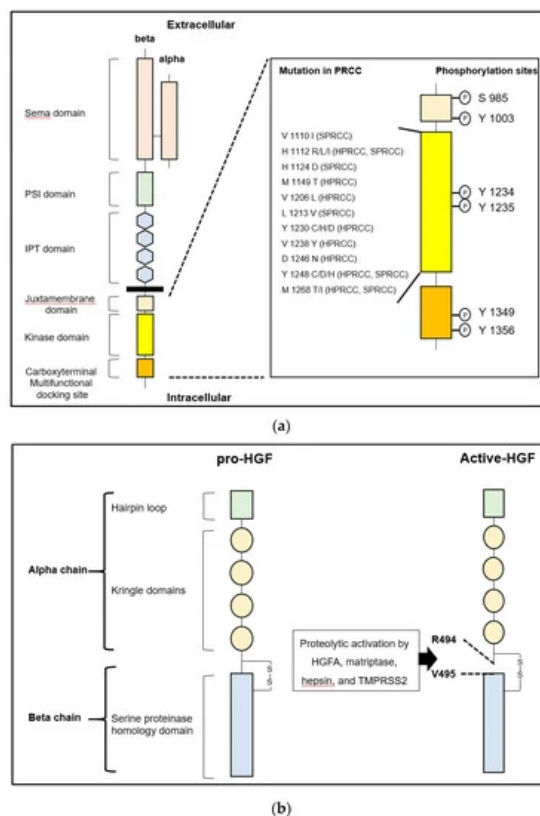 Extracellular
beta
alpha
Sema domain
PSI domain
IPT domain
Juxtamembrane
domain
Kinase domain
Carboxyterminal
Multifunctional
docking site
Intracellular
Mutation in PRCC
Phosphorylation sites
V 1110 I (SPRCC)
H 1112 R/L/I (HPRCC, SPRCC)
H 1124 D (SPRCC)
M 1149 T (HPRCC)
V 1206 L (HPRCC)
L 1213 V (SPRCC)
Y 1230 C/H/D (HPRCC)
V 1238 Y (HPRCC)
D 1246 N (HPRCC)
Y 1248 C/D/H (HPRCC, SPRCC)
M 1268 T/I (HPRCC, SPRCC)
P S 985
P Y 1003
P Y 1234
P Y 1235
P Y 1349
P Y 1356
(a)
pro-HGF
Active-HGF
Hairpin loop
Alpha chain
Kringle domains
Beta chain
Serine proteinase
homology domain
S-S
Proteolytic activation by
HGFA, matriptase,
hepsin, and TMPRSS2
R494
V495
S-S
(b)